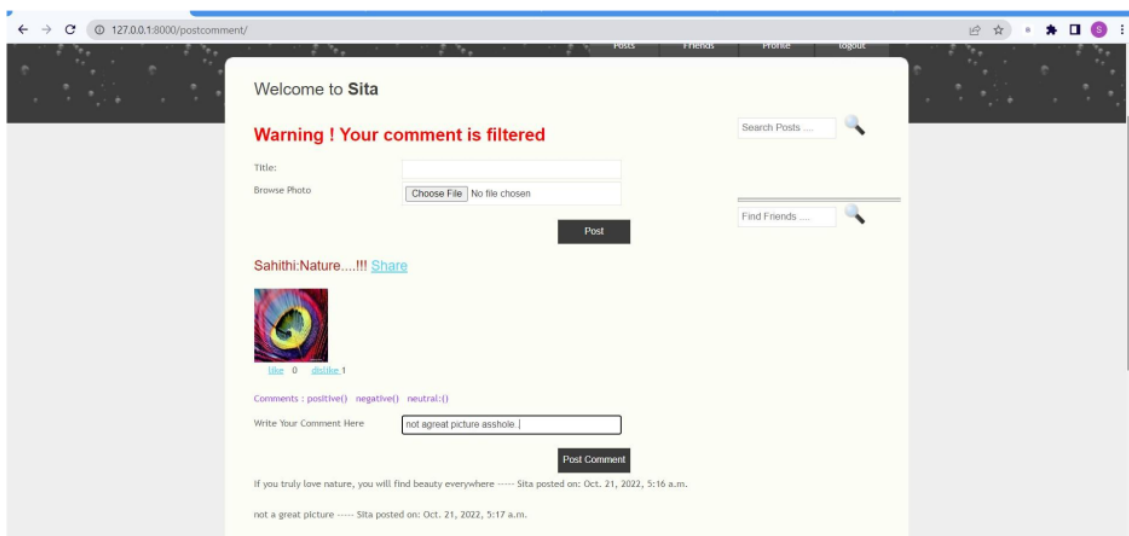 127.0.0.1:8000/postcomment/
S
Posts Friends Profile logout
Welcome to Sita
Warning ! Your comment is filtered
Search Posts ....
Title:
Browse Photo Choose File No file chosen
Find Friends ....
Post
Sahithi:Nature....!!! Share
like 0 dislike 1
Comments : positive() negative() neutral:()
Write Your Comment Here not agreat picture asshole..
Post Comment
If you truly love nature, you will find beauty everywhere ----- Sita posted on: Oct. 21, 2022, 5:16 a.m.
not a great picture ----- Sita posted on: Oct. 21, 2022, 5:17 a.m.